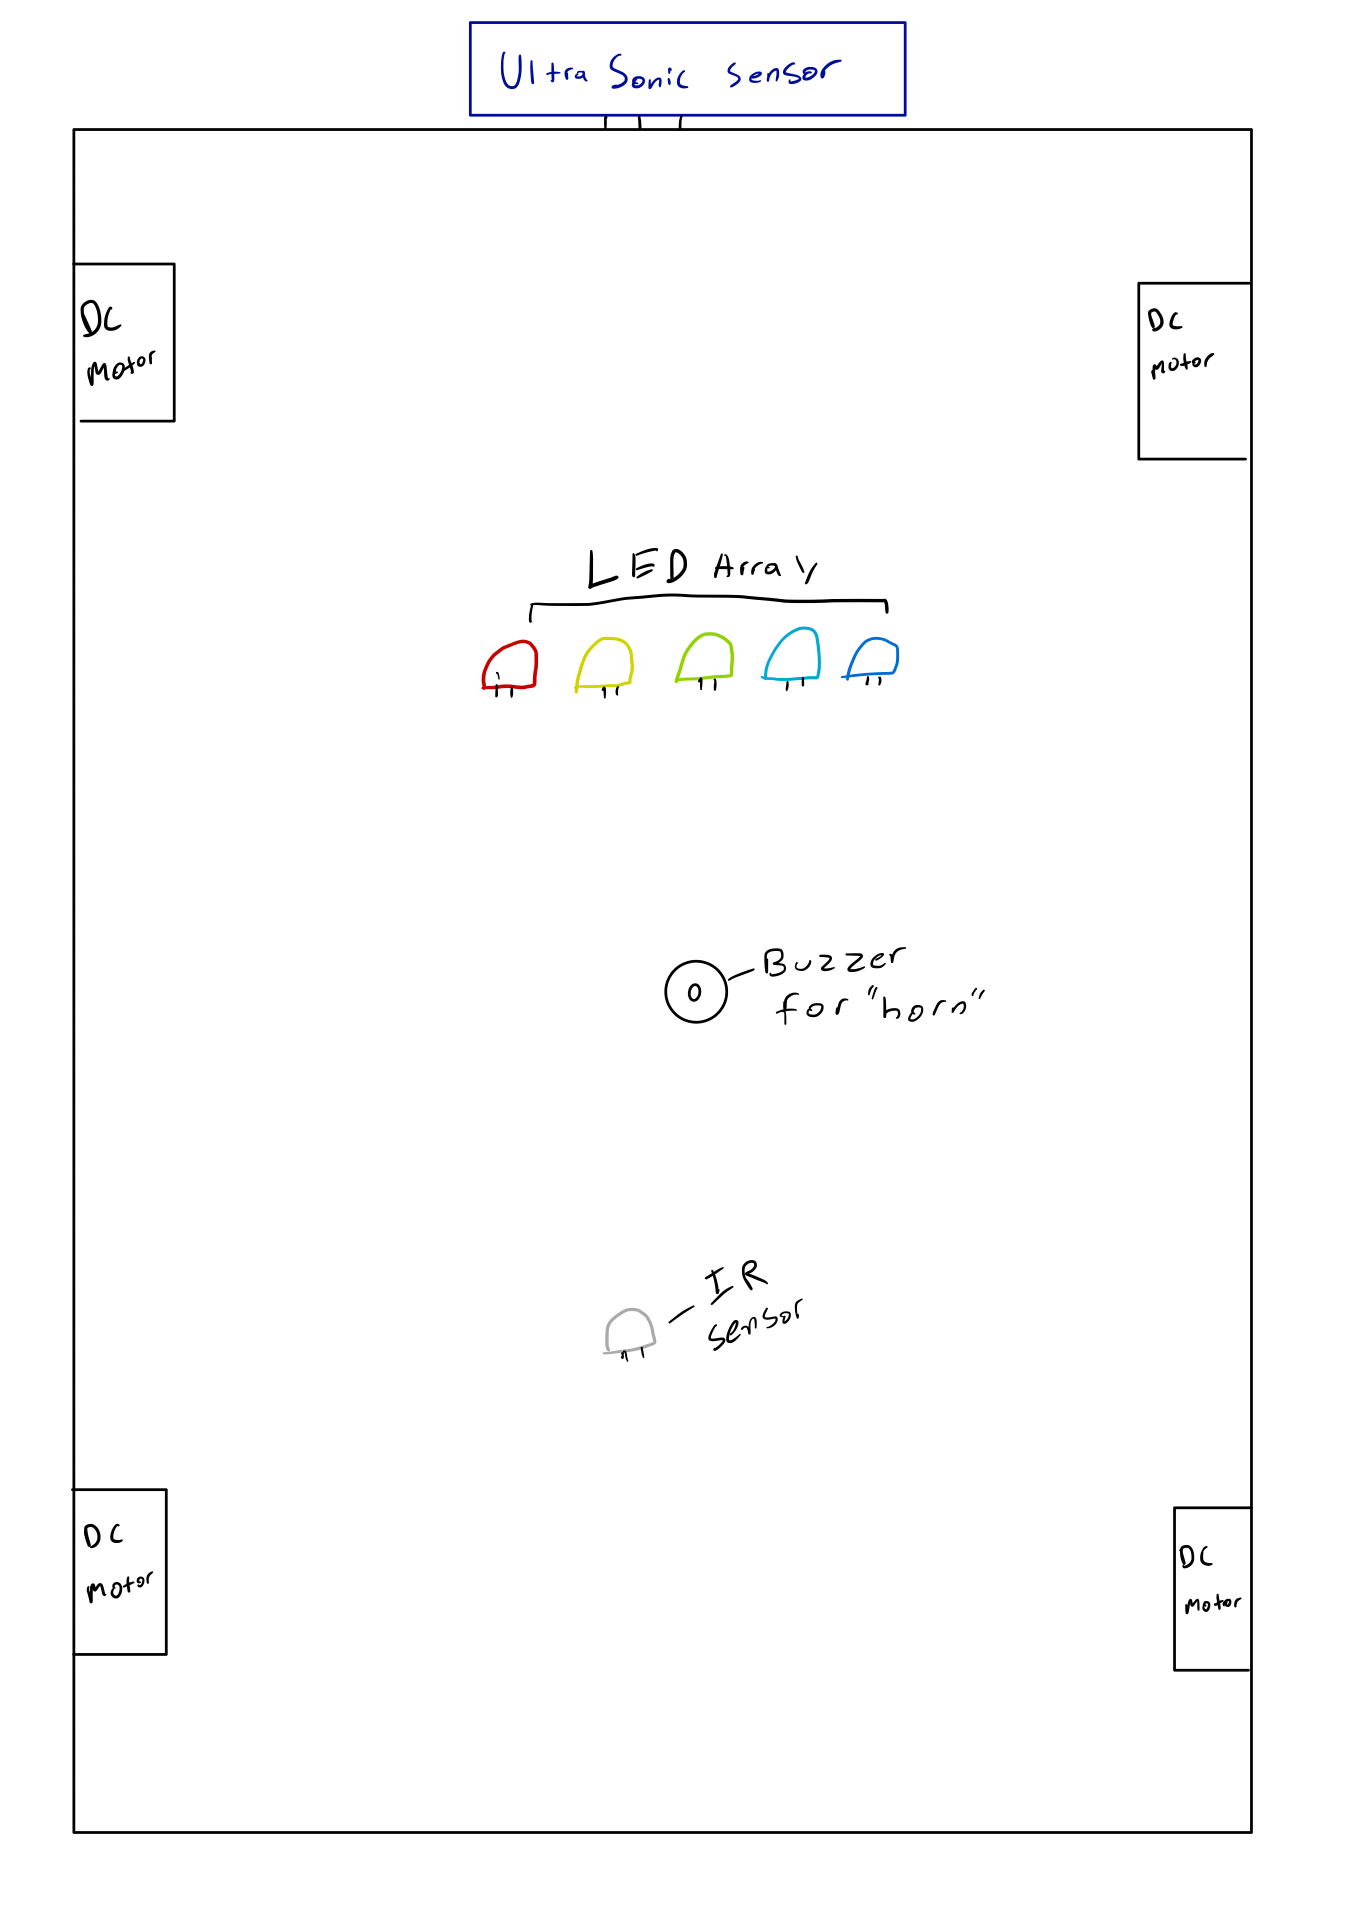 Ultra Sonic sensor
DC
motor
DC
motor
LED Array
Buzzer
for "horn"
IR
sensor
DC
motor
DC
motor